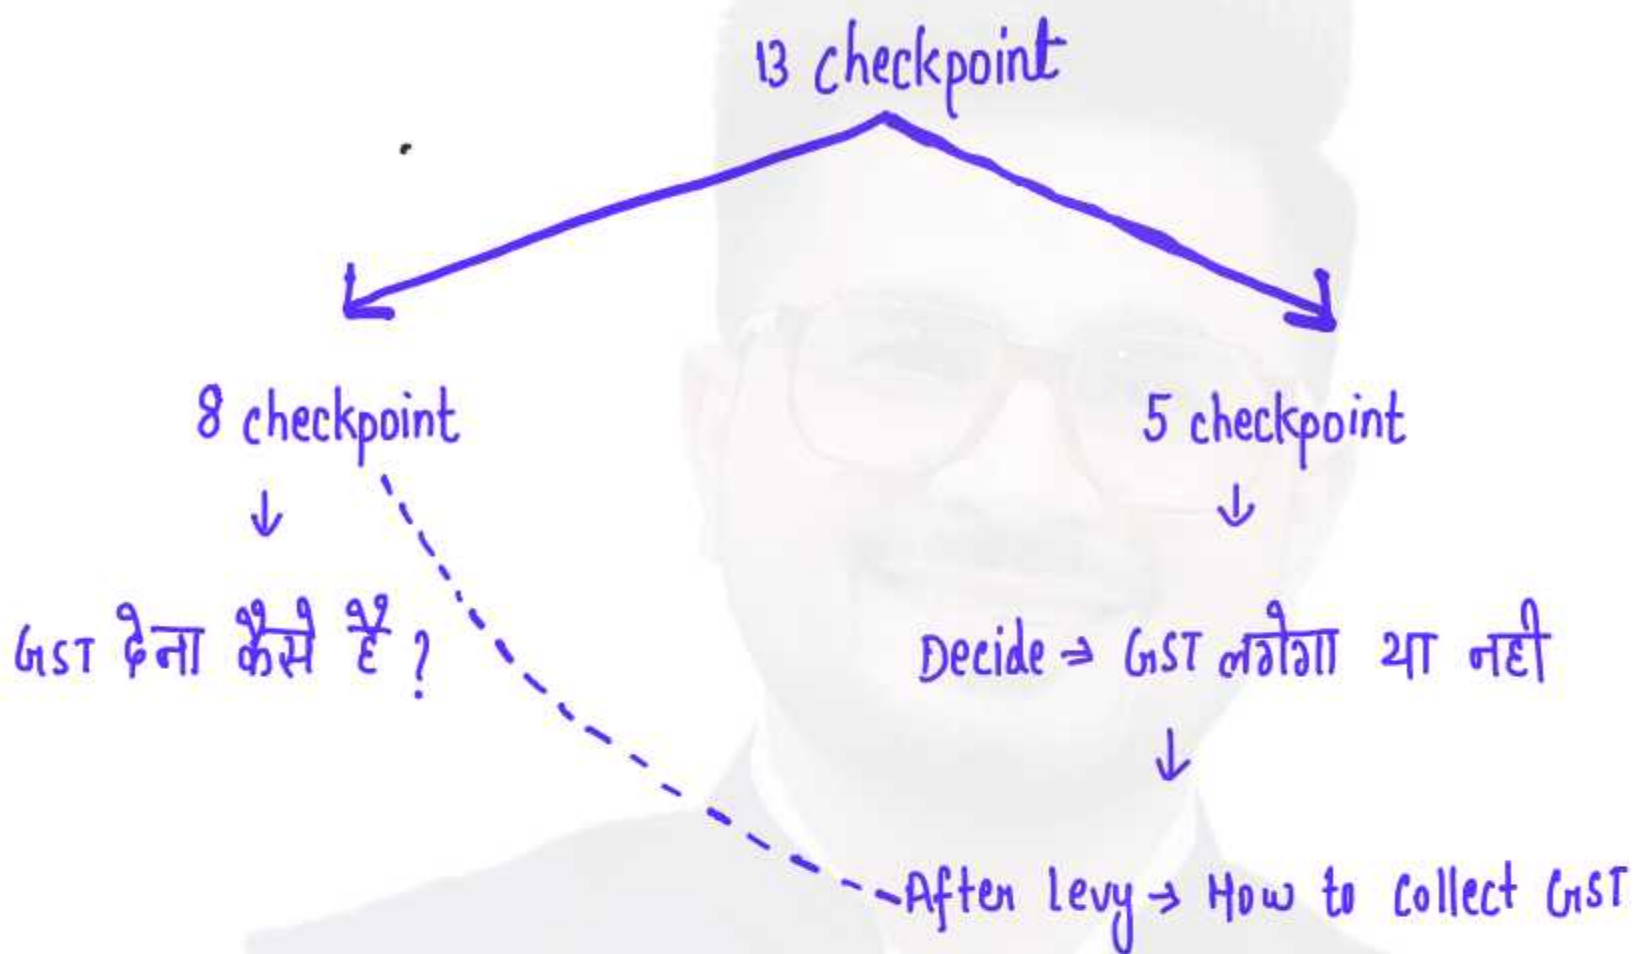 13 checkpoint
8 checkpoint
5 checkpoint
↓
↓
GST देना कैसे है ?
Decide ⇒ GST लगेगा या नही
↓
After levy → How to collect GST